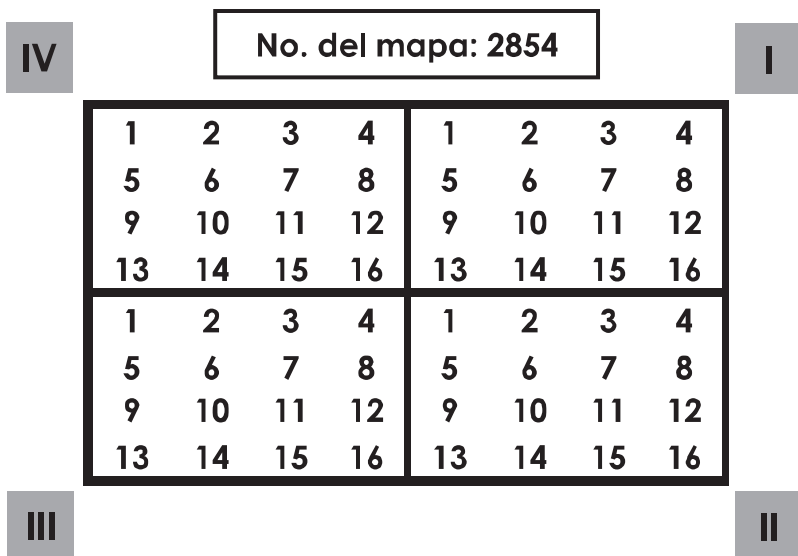 IV
No. del mapa: 2854
I
1 2 3 4 1 2 3 4
5 6 7 8 5 6 7 8
9 10 11 12 9 10 11 12
13 14 15 16 13 14 15 16
1 2 3 4 1 2 3 4
5 6 7 8 5 6 7 8
9 10 11 12 9 10 11 12
13 14 15 16 13 14 15 16
III
II